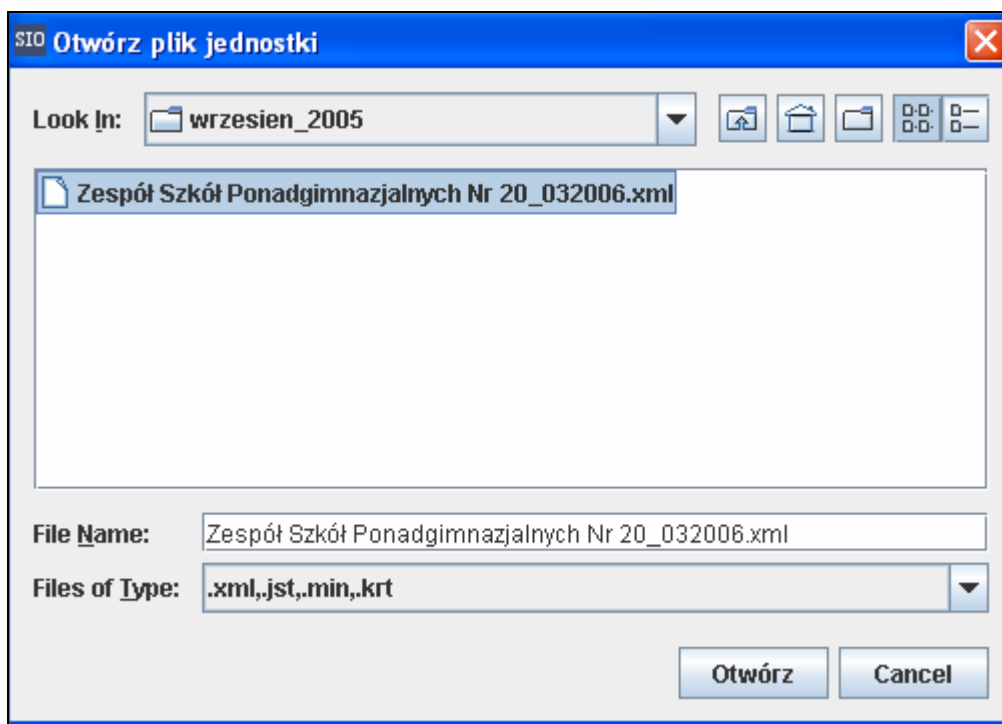 SIO Otwórz plik jednostki
Look In: wrzesien_2005
Zespół Szkół Ponadgimnazjalnych Nr 20_032006.xml
File Name: Zespół Szkół Ponadgimnazjalnych Nr 20_032006.xml
Files of Type: .xml,.jst,.min,.krt
Otwórz Cancel